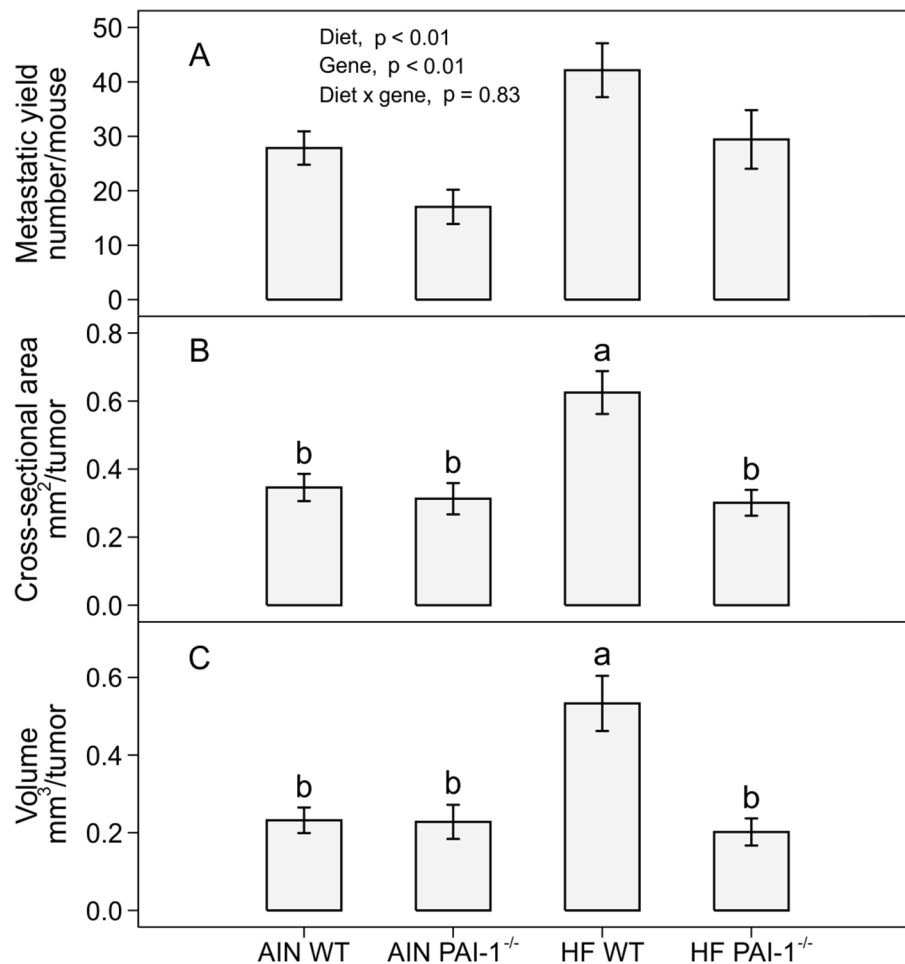 A
Diet, p < 0.01
Gene, p < 0.01
Diet x gene, p = 0.83
Metastatic yield
number/mouse
50
40
30
20
10
0
B
Cross-sectional area
mm²/tumor
0.8
0.6
0.4
0.2
0.0
b
b
a
b
C
Volume
mm³/tumor
0.6
0.4
0.2
0.0
b
b
a
b
AIN WT
AIN PAI-1⁻/⁻
HF WT
HF PAI-1⁻/⁻